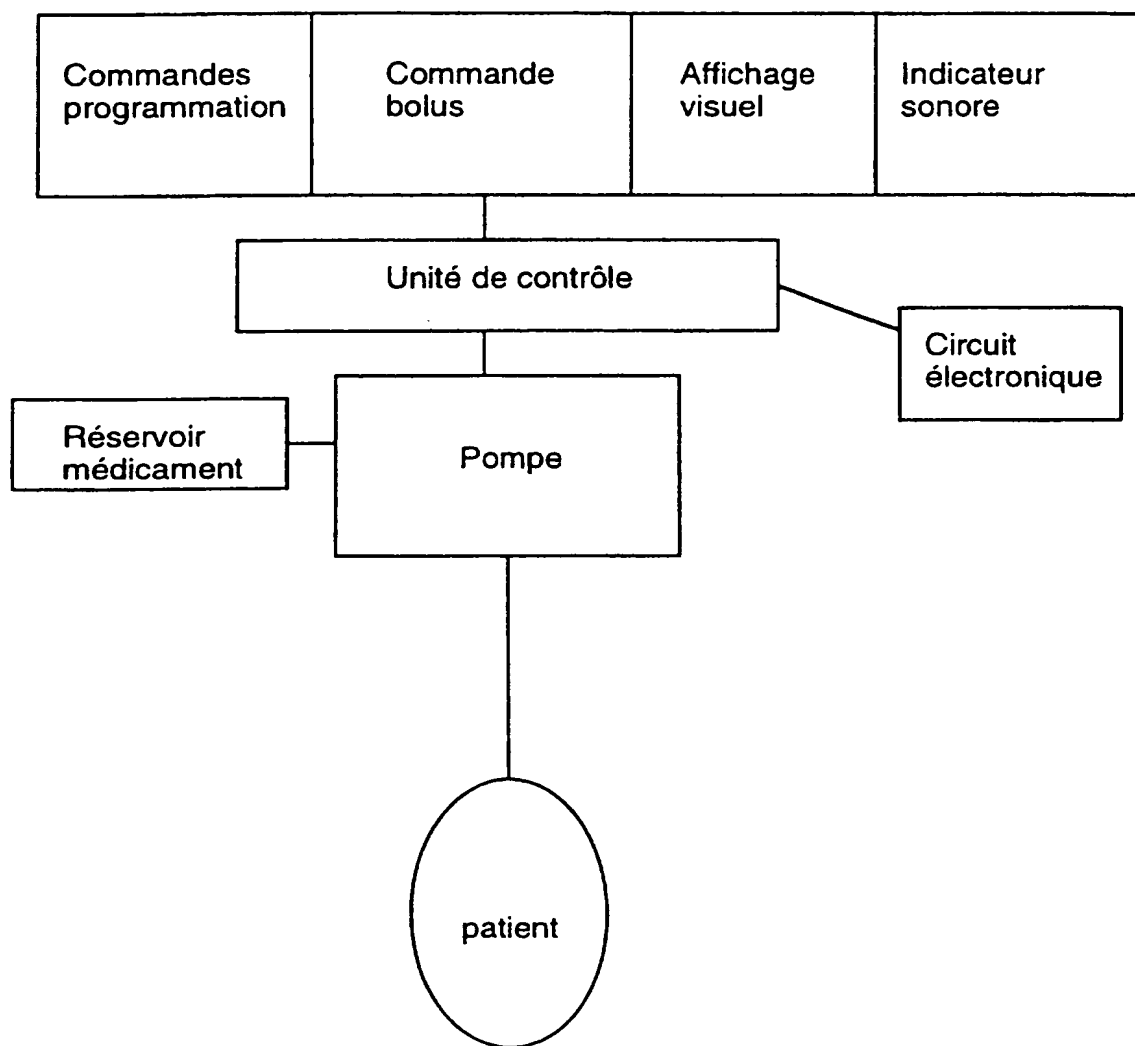 Commandes
programmation
Commande
bolus
Affichage
visuel
Indicateur
sonore
Unité de contrôle
Circuit
électronique
Réservoir
médicament
Pompe
patient